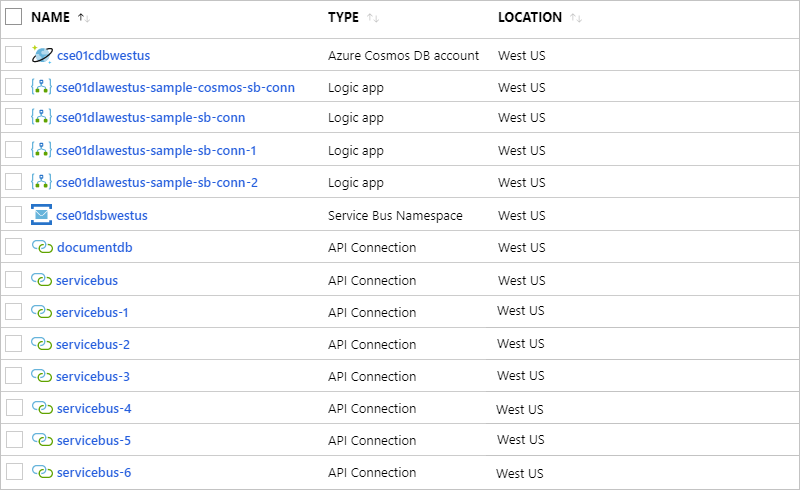 NAME TYPE LOCATION
cse01cdbwestus Azure Cosmos DB account West US
cse01dlawestus-sample-cosmos-sb-conn Logic app West US
cse01dlawestus-sample-sb-conn Logic app West US
cse01dlawestus-sample-sb-conn-1 Logic app West US
cse01dlawestus-sample-sb-conn-2 Logic app West US
cse01dsbwestus Service Bus Namespace West US
documentdb API Connection West US
servicebus API Connection West US
servicebus-1 API Connection West US
servicebus-2 API Connection West US
servicebus-3 API Connection West US
servicebus-4 API Connection West US
servicebus-5 API Connection West US
servicebus-6 API Connection West US